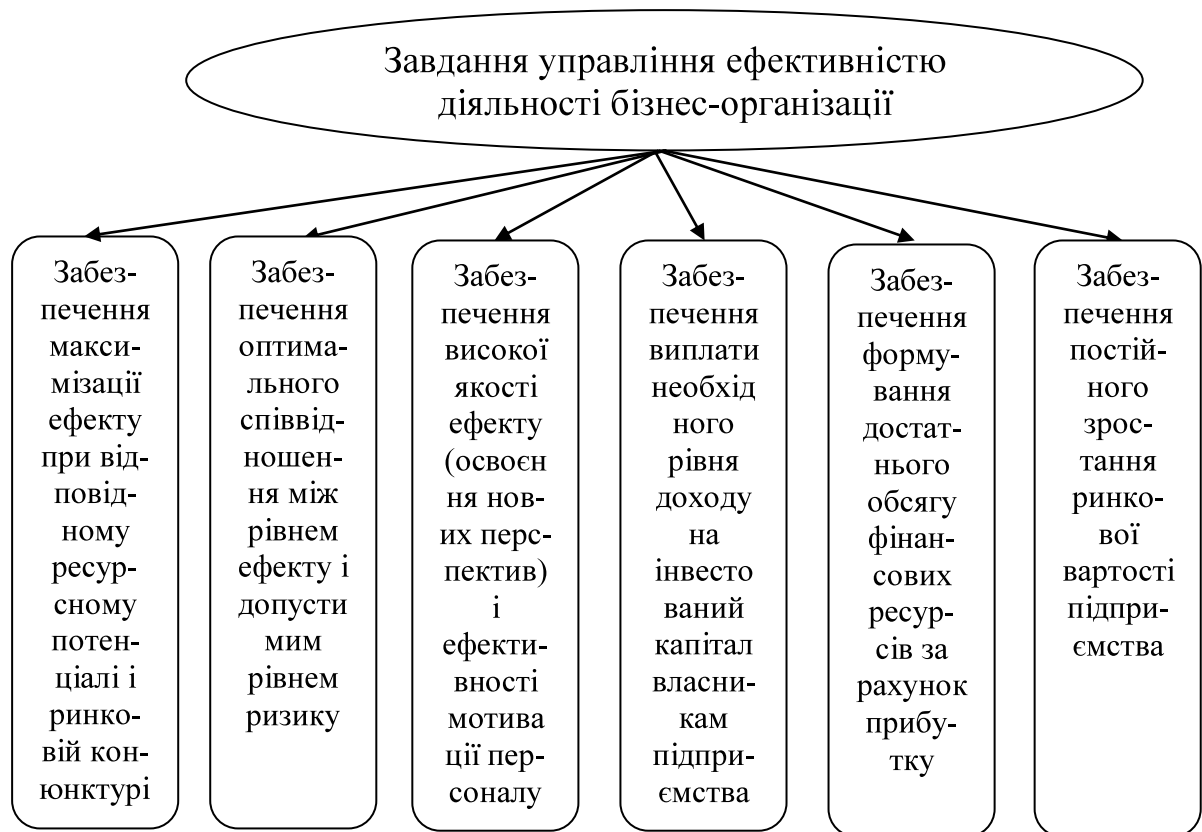 Завдання управління ефективністю
діяльності бізнес-організації
Забез-
печення
макси-
мізації
ефекту
при від-
повід-
ному
ресур-
сному
потен-
ціалі і
ринко-
вій кон-
юнктурі
Забез-
печення
оптима-
льного
співвід-
ношен-
ня між
рівнем
ефекту і
допусти
мим
рівнем
ризику
Забез-
печення
високої
якості
ефекту
(освоєн
ня нов-
их перс-
пектив)
і
ефекти-
вності
мотива
ції пер-
соналу
Забез-
печення
виплати
необхід
ного
рівня
доходу
на
інвесто
ваний
капітал
власни-
кам
підпри-
ємства
Забез-
печення
форму-
вання
достат-
нього
обсягу
фінан-
сових
ресур-
сів за
рахунок
прибу-
тку
Забез-
печення
постій-
ного
зрос-
тання
ринко-
вої
вартості
підпри-
ємства